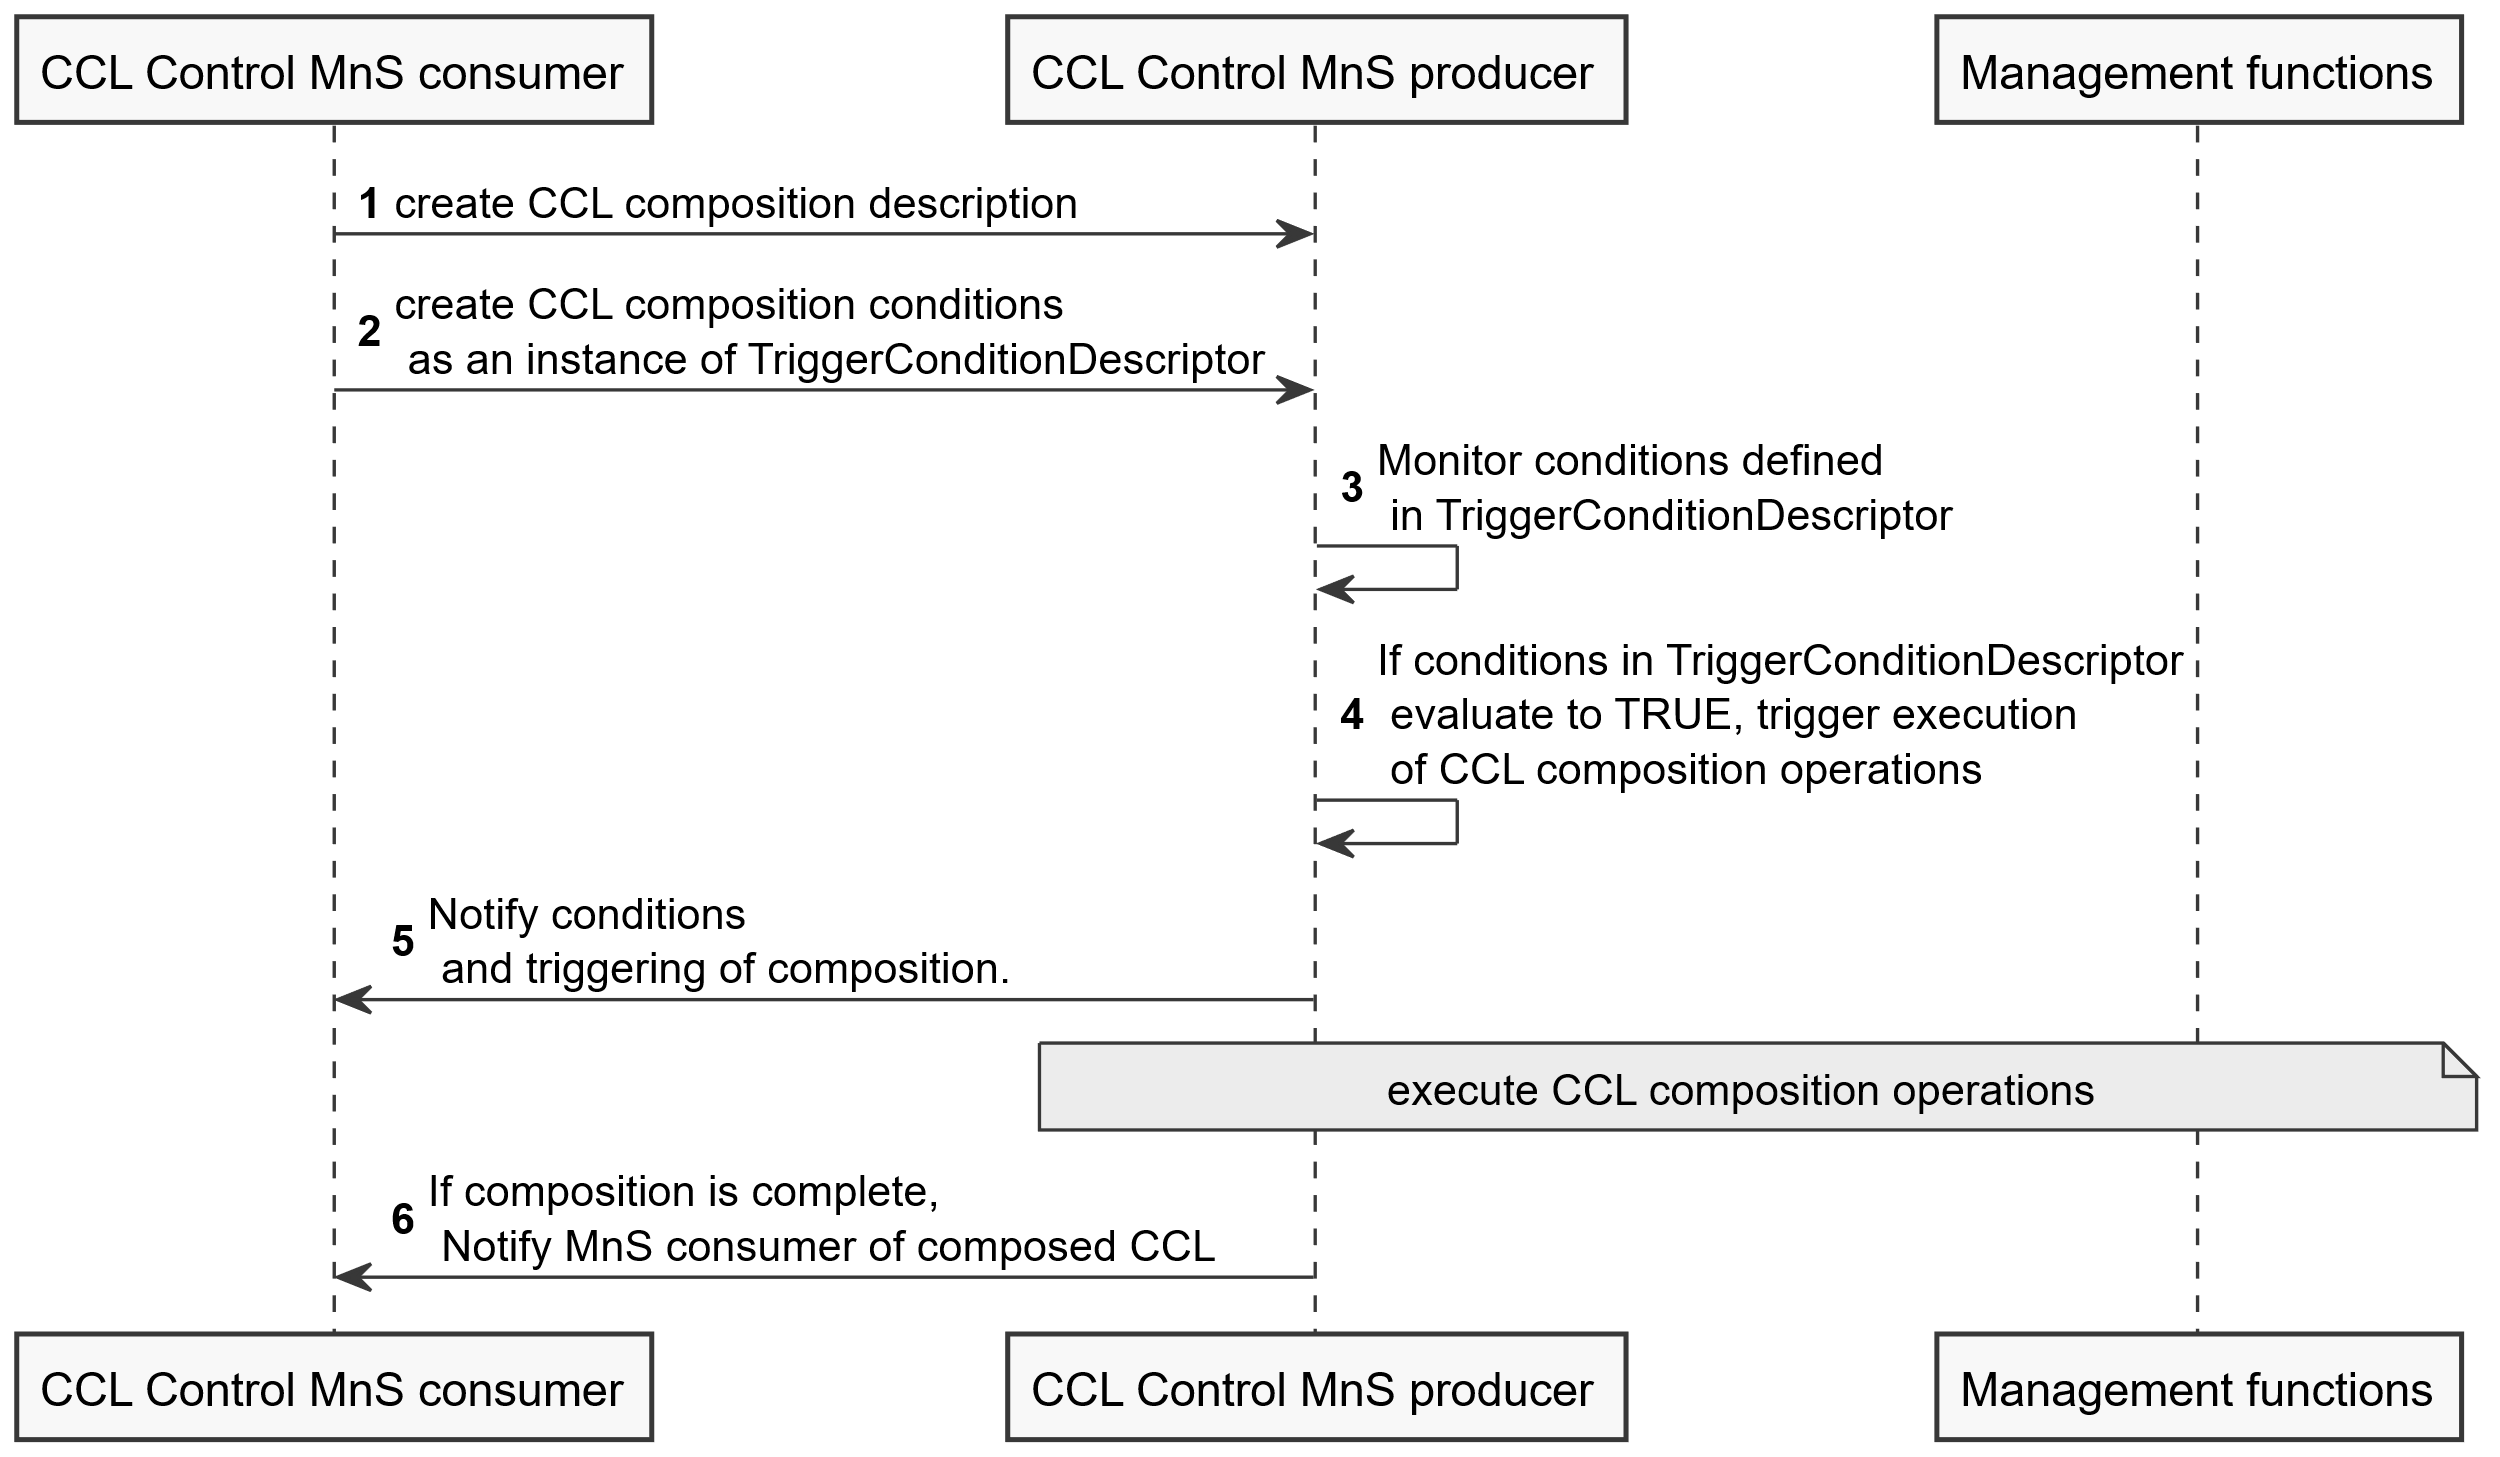 CCL Control MnS consumer
CCL Control MnS producer
Management functions
1 create CCL composition description
2 create CCL composition conditions
as an instance of TriggerConditionDescriptor
3 Monitor conditions defined
in TriggerConditionDescriptor
4 If conditions in TriggerConditionDescriptor
evaluate to TRUE, trigger execution
of CCL composition operations
5 Notify conditions
and triggering of composition.
execute CCL composition operations
6 If composition is complete,
Notify MnS consumer of composed CCL
CCL Control MnS consumer
CCL Control MnS producer
Management functions